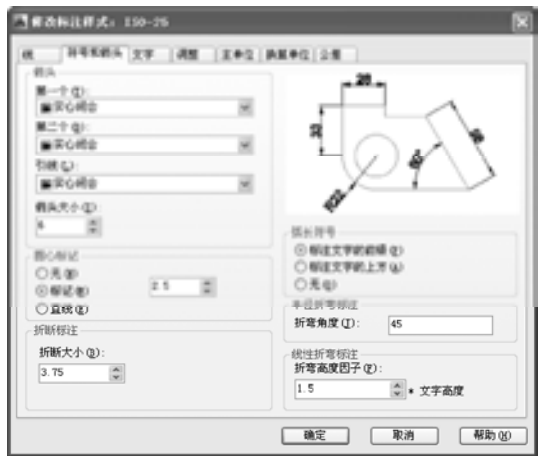 修改标注样式: ISO-25
线 符号和箭头 文字 调整 主单位 换算单位 公差
箭头
第一个(T):
实心闭合
第二个(D):
实心闭合
引线(L):
实心闭合
箭头大小(I):
6
圆心标记
无(N)
标记(M)
直线(E)
2.5
折断标注
折断大小(B):
3.75
28
33
R22
60°
弧长符号
标注文字的前缀(P)
标注文字的上方(A)
无(O)
半径折弯标注
折弯角度(J):
45
线性折弯标注
折弯高度因子(F):
1.5
* 文字高度
确定
取消
帮助(H)